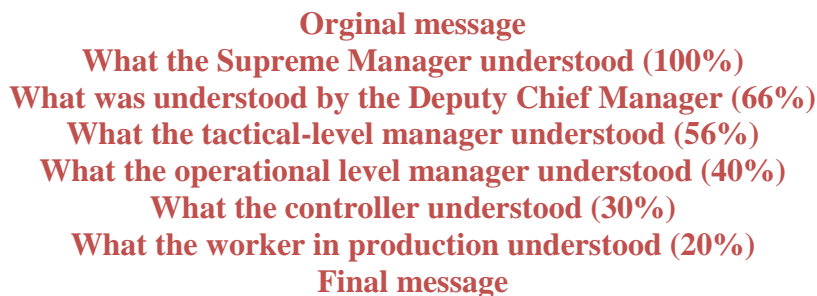 Orginal message
What the Supreme Manager understood (100%)
What was understood by the Deputy Chief Manager (66%)
What the tactical-level manager understood (56%)
What the operational level manager understood (40%)
What the controller understood (30%)
What the worker in production understood (20%)
Final message